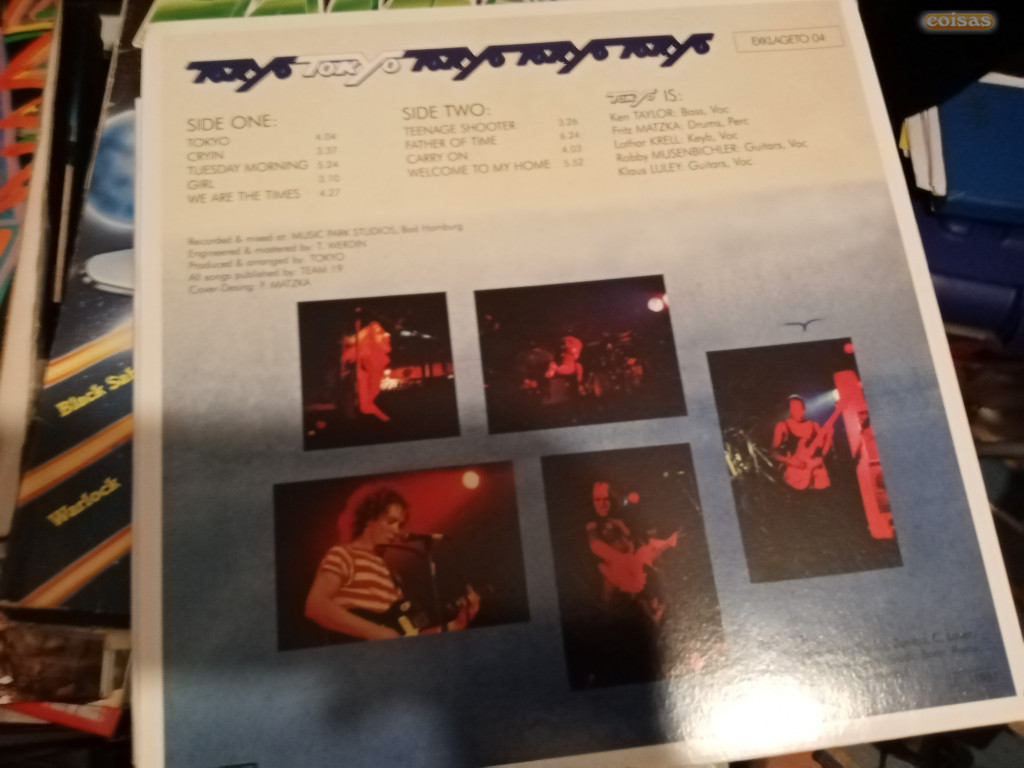 coisas
TOKYO TOKYO TOKYO TOKYO TOKYO
EXKLAGETO 04
SIDE ONE:
TOKYO 4.04
CRYIN 3.37
TUESDAY MORNING 5.24
GIRL 3.10
WE ARE THE TIMES 4.27
SIDE TWO:
TEENAGE SHOOTER 3.26
FATHER OF TIME 6.24
CARRY ON 4.03
WELCOME TO MY HOME 5.52
TOKYO IS:
Ken TAYLOR: Bass, Voc
Fritz MATZKA: Drums, Perc
Lothar KRELL: Keyb, Voc
Robby MUSENBICHLER: Guitars, Voc
Klaus LULEY: Guitars, Voc
Recorded & mixed at: MUSIC PARK STUDIOS, Bad Homburg
Engineered & mastered by: T. WERDIN
Produced & arranged by: TOKYO
All songs published by: TEAM 19
Cover-Desing: F. MATZKA
Black Sab
Warlock